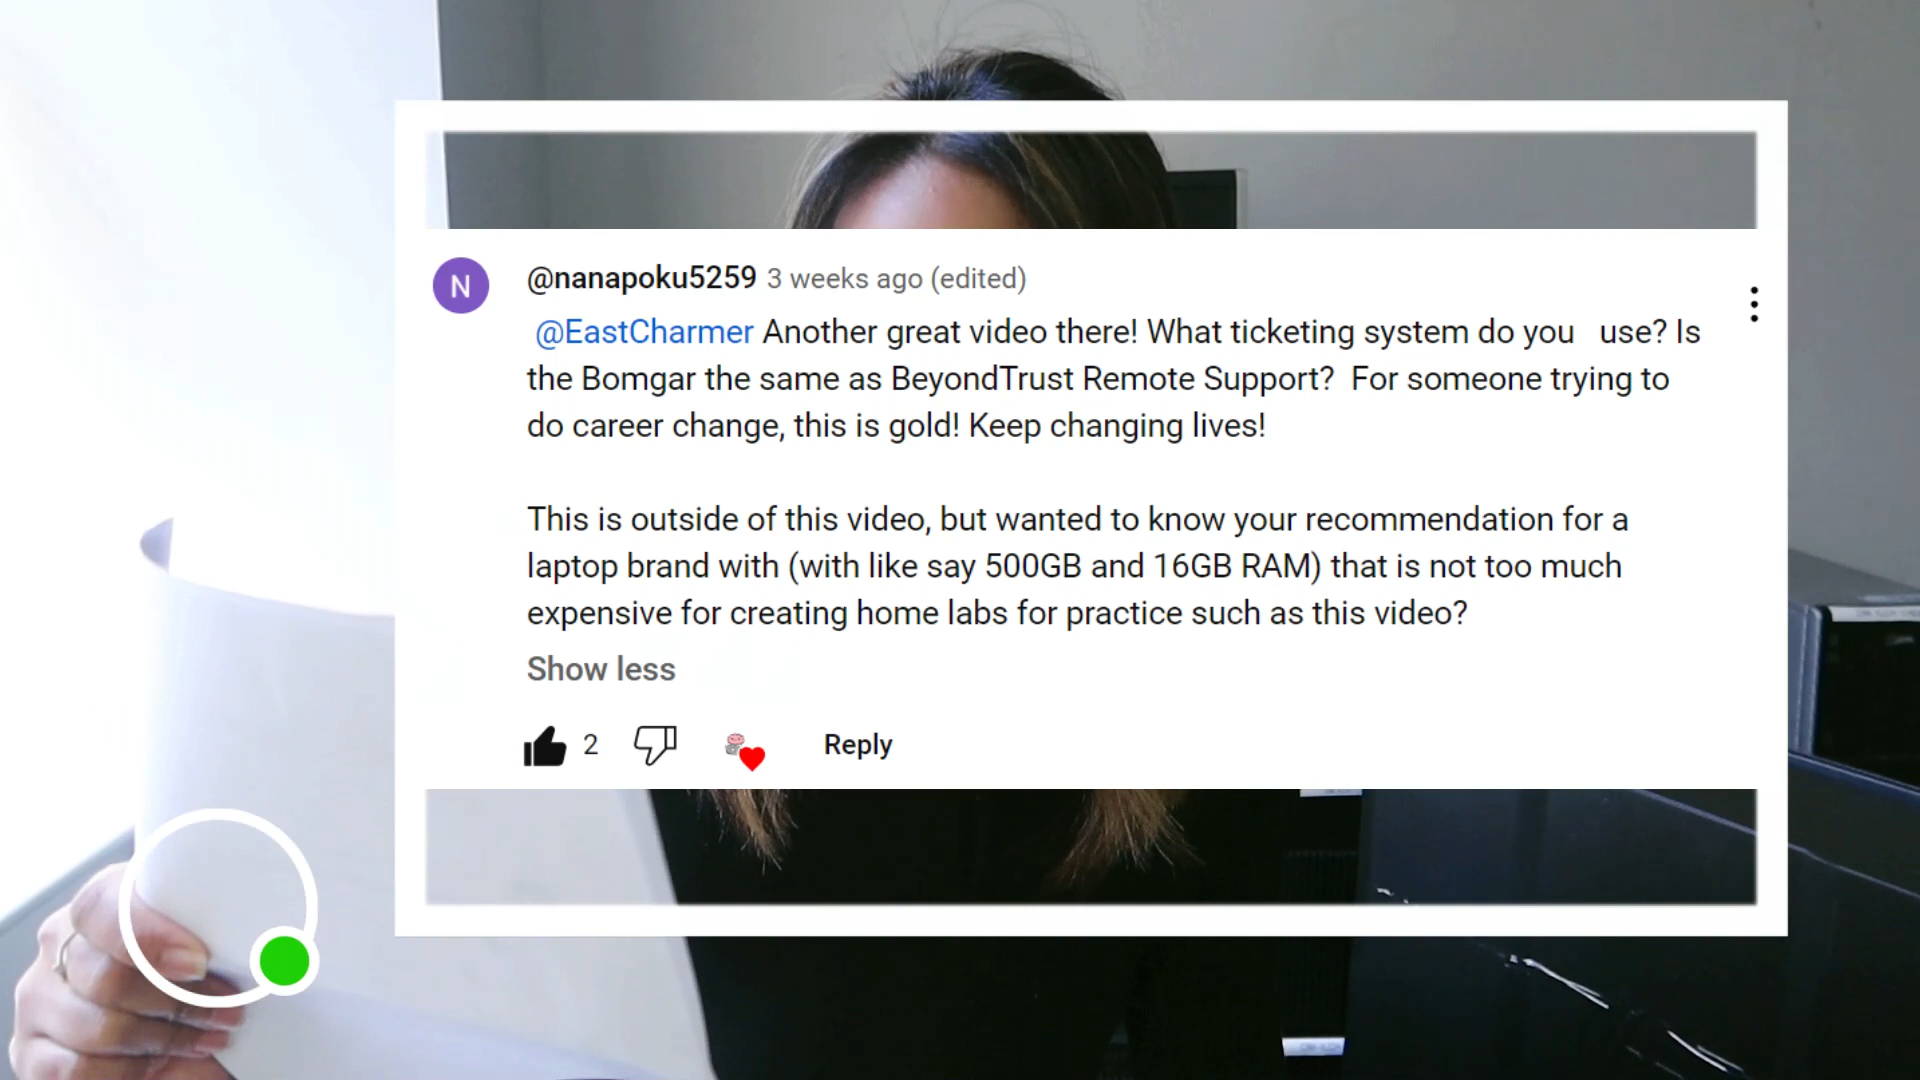 N
@nanapoku5259 3 weeks ago (edited)
@EastCharmer Another great video there! What ticketing system do you use? Is
the Bomgar the same as BeyondTrust Remote Support? For someone trying to
do career change, this is gold! Keep changing lives!
This is outside of this video, but wanted to know your recommendation for a
laptop brand with (with like say 500GB and 16GB RAM) that is not too much
expensive for creating home labs for practice such as this video?
Show less
2
Reply